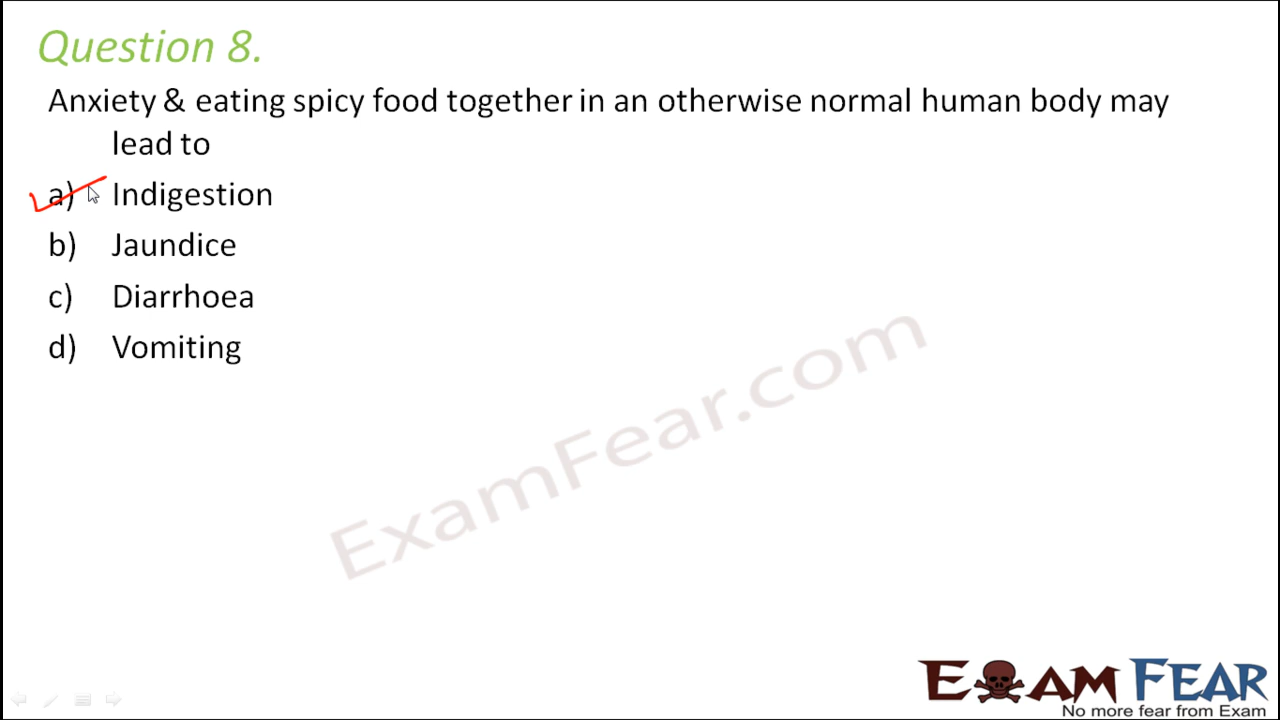 Question 8.
Anxiety & eating spicy food together in an otherwise normal human body may
lead to
a) Indigestion
b) Jaundice
c) Diarrhoea
d) Vomiting
ExamFear.com
EXAM FEAR
No more fear from Exam